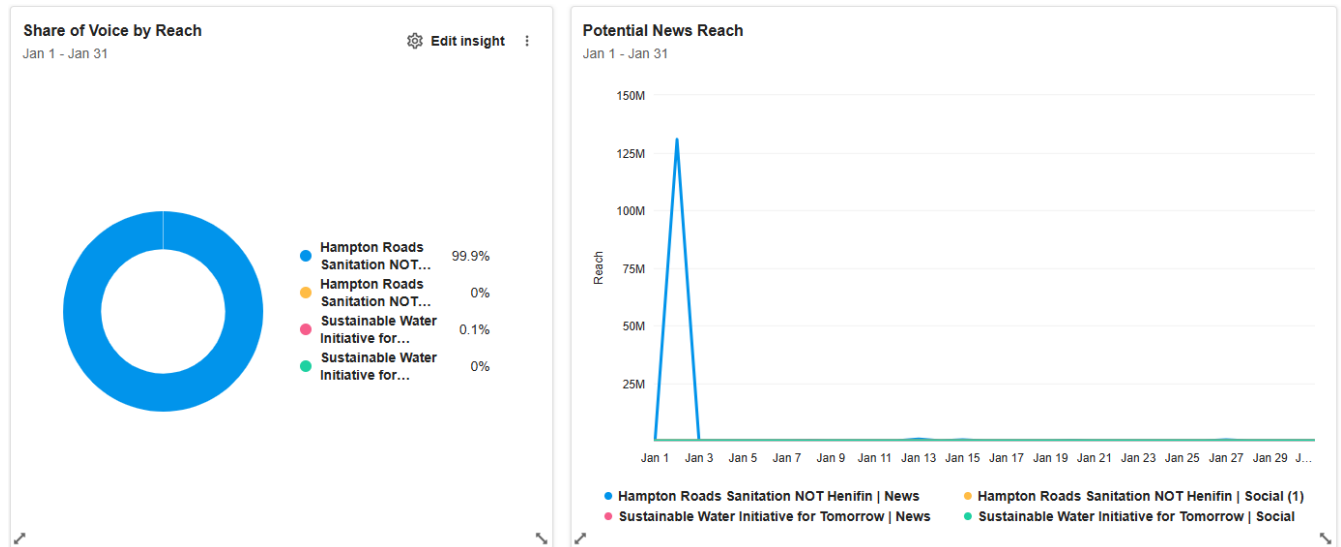 Share of Voice by Reach
Edit insight
Jan 1 - Jan 31
Hampton Roads
Sanitation NOT...
99.9%
Hampton Roads
Sanitation NOT...
0%
Sustainable Water
Initiative for...
0.1%
Sustainable Water
Initiative for...
0%
Potential News Reach
Jan 1 - Jan 31
150M
125M
100M
75M
50M
25M
Reach
Jan 1 Jan 3 Jan 5 Jan 7 Jan 9 Jan 11 Jan 13 Jan 15 Jan 17 Jan 19 Jan 21 Jan 23 Jan 25 Jan 27 Jan 29 J...
Hampton Roads Sanitation NOT Henifin | News
Hampton Roads Sanitation NOT Henifin | Social (1)
Sustainable Water Initiative for Tomorrow | News
Sustainable Water Initiative for Tomorrow | Social